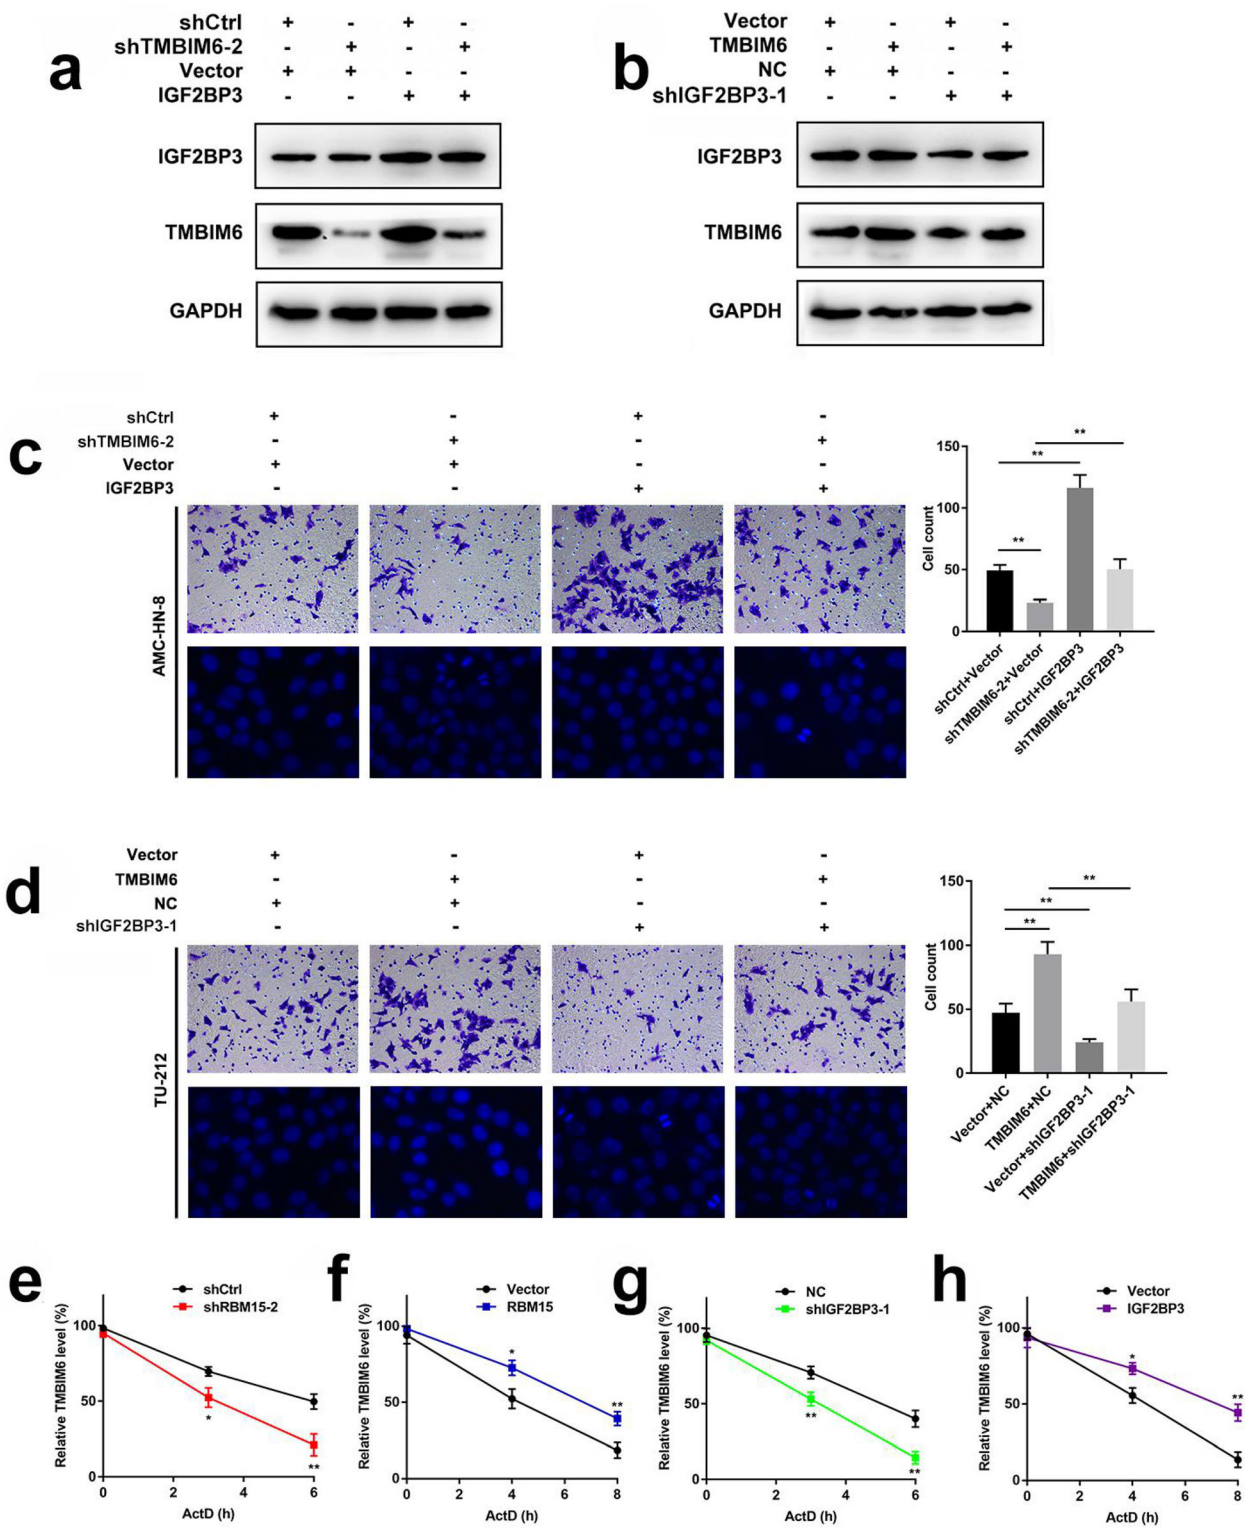 a
shCtrl + - + -
shTMBIM6-2 - + - +
Vector + + - -
IGF2BP3 - - + +
IGF2BP3
TMBIM6
GAPDH
b
Vector + - + -
TMBIM6 - + - +
NC + + - -
shIGF2BP3-1 - - + +
IGF2BP3
TMBIM6
GAPDH
c
shCtrl + - + -
shTMBIM6-2 - + - +
Vector + + - -
IGF2BP3 - - + +
AMC-HN-8
Cell count
150
100
50
0
**
**
**
shCtrl+Vector
shTMBIM6-2+Vector
shCtrl+IGF2BP3
shTMBIM6-2+IGF2BP3
d
Vector + - + -
TMBIM6 - + - +
NC + + - -
shIGF2BP3-1 - - + +
TU-212
Cell count
150
100
50
0
**
**
**
Vector+NC
TMBIM6+NC
Vector+shIGF2BP3-1
TMBIM6+shIGF2BP3-1
e
shCtrl
shRBM15-2
Relative TMBIM6 level (%)
100
50
0
*
**
0 2 4 6
ActD (h)
f
Vector
RBM15
Relative TMBIM6 level (%)
100
50
0
*
**
0 2 4 6 8
ActD (h)
g
NC
shIGF2BP3-1
Relative TMBIM6 level (%)
100
50
0
**
**
0 2 4 6
ActD (h)
h
Vector
IGF2BP3
Relative TMBIM6 level (%)
100
50
0
*
**
0 2 4 6 8
ActD (h)